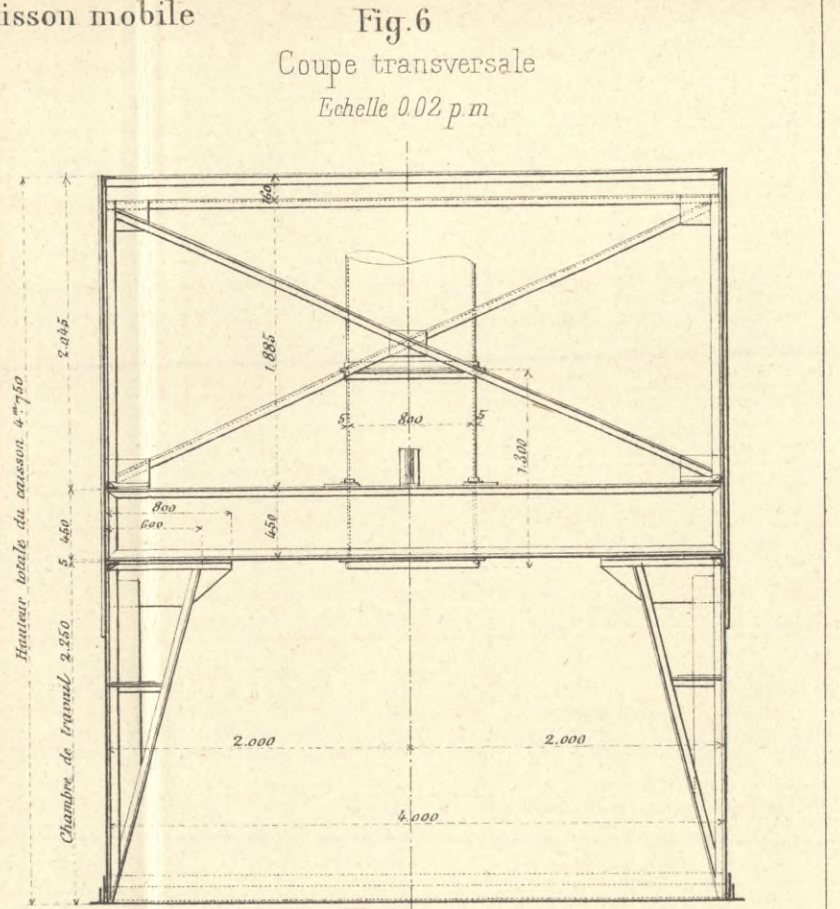 isson mobile
Fig.6
Coupe transversale
Echelle 0.02 p.m
160
2.045
1.885
5
800
5
1.300
Hauteur totale du caisson 4m750
800
600
450
450
5
Chambre de travail 2.250
2.000
2.000
4.000